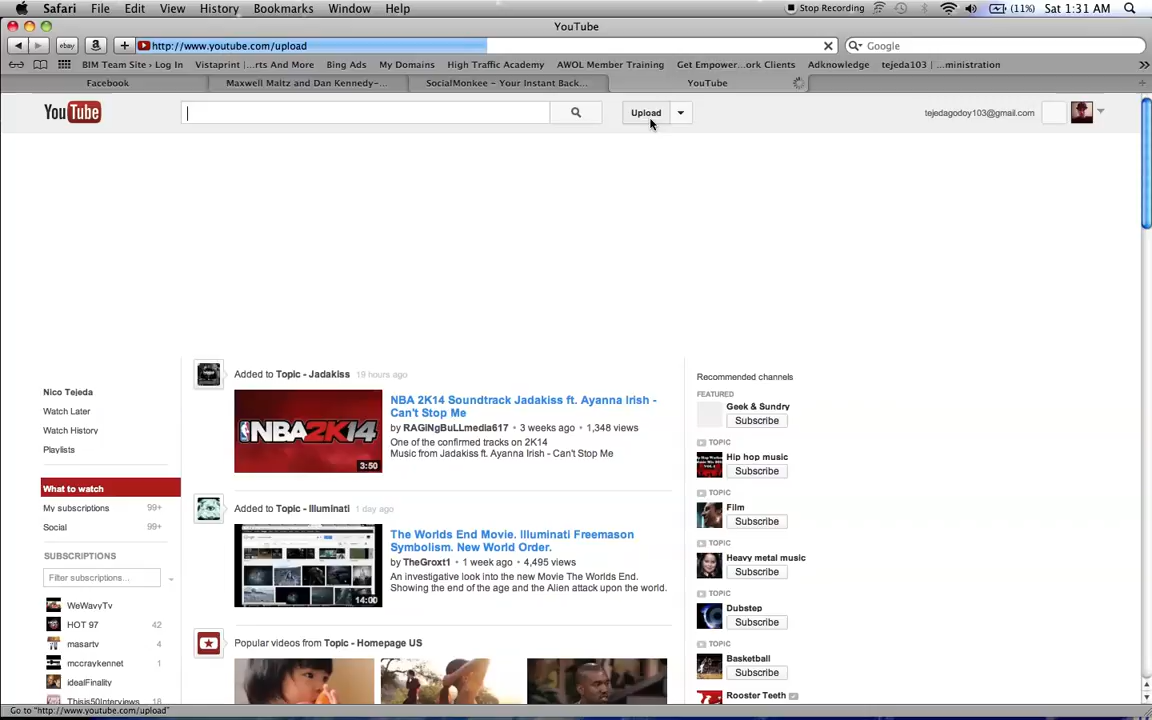 Safari File Edit View History Bookmarks Window Help Stop Recording (11%) Sat 1:31 AM
YouTube
ebay http://www.youtube.com/upload Google
BIM Team Site › Log In Vistaprint |...rts And More Bing Ads My Domains High Traffic Academy AWOL Member Training Get Empower...ork Clients Adknowledge tejeda103 | ...ministration
Facebook Maxwell Maltz and Dan Kennedy-... SocialMonkee – Your Instant Back... YouTube
YouTube Upload tejedagodoy103@gmail.com
Added to Topic - Jadakiss 19 hours ago
NBA 2K14 Soundtrack Jadakiss ft. Ayanna Irish -
Can't Stop Me
by RAGiNgBuLLmedia617 • 3 weeks ago • 1,348 views
One of the confirmed tracks on 2K14
Music from Jadakiss ft. Ayanna Irish - Can't Stop Me
NBA2K14
3:50
Added to Topic - Illuminati 1 day ago
The Worlds End Movie. Illuminati Freemason
Symbolism. New World Order.
by TheGroxt1 • 1 week ago • 4,495 views
An investigative look into the new Movie The Worlds End.
Showing the end of the age and the Alien attack upon the world.
14:00
Popular videos from Topic - Homepage US
Nico Tejeda
Watch Later
Watch History
Playlists
What to watch
My subscriptions 99+
Social 99+
SUBSCRIPTIONS
Filter subscriptions...
WeWavyTv
HOT 97 42
masartv 4
mccraykennet 1
idealFinality
Thisis50Interviews 18
Recommended channels
FEATURED
Geek & Sundry
Subscribe
TOPIC
Hip hop music
Subscribe
TOPIC
Film
Subscribe
TOPIC
Heavy metal music
Subscribe
TOPIC
Dubstep
Subscribe
TOPIC
Basketball
Subscribe
Rooster Teeth
Go to "http://www.youtube.com/upload"